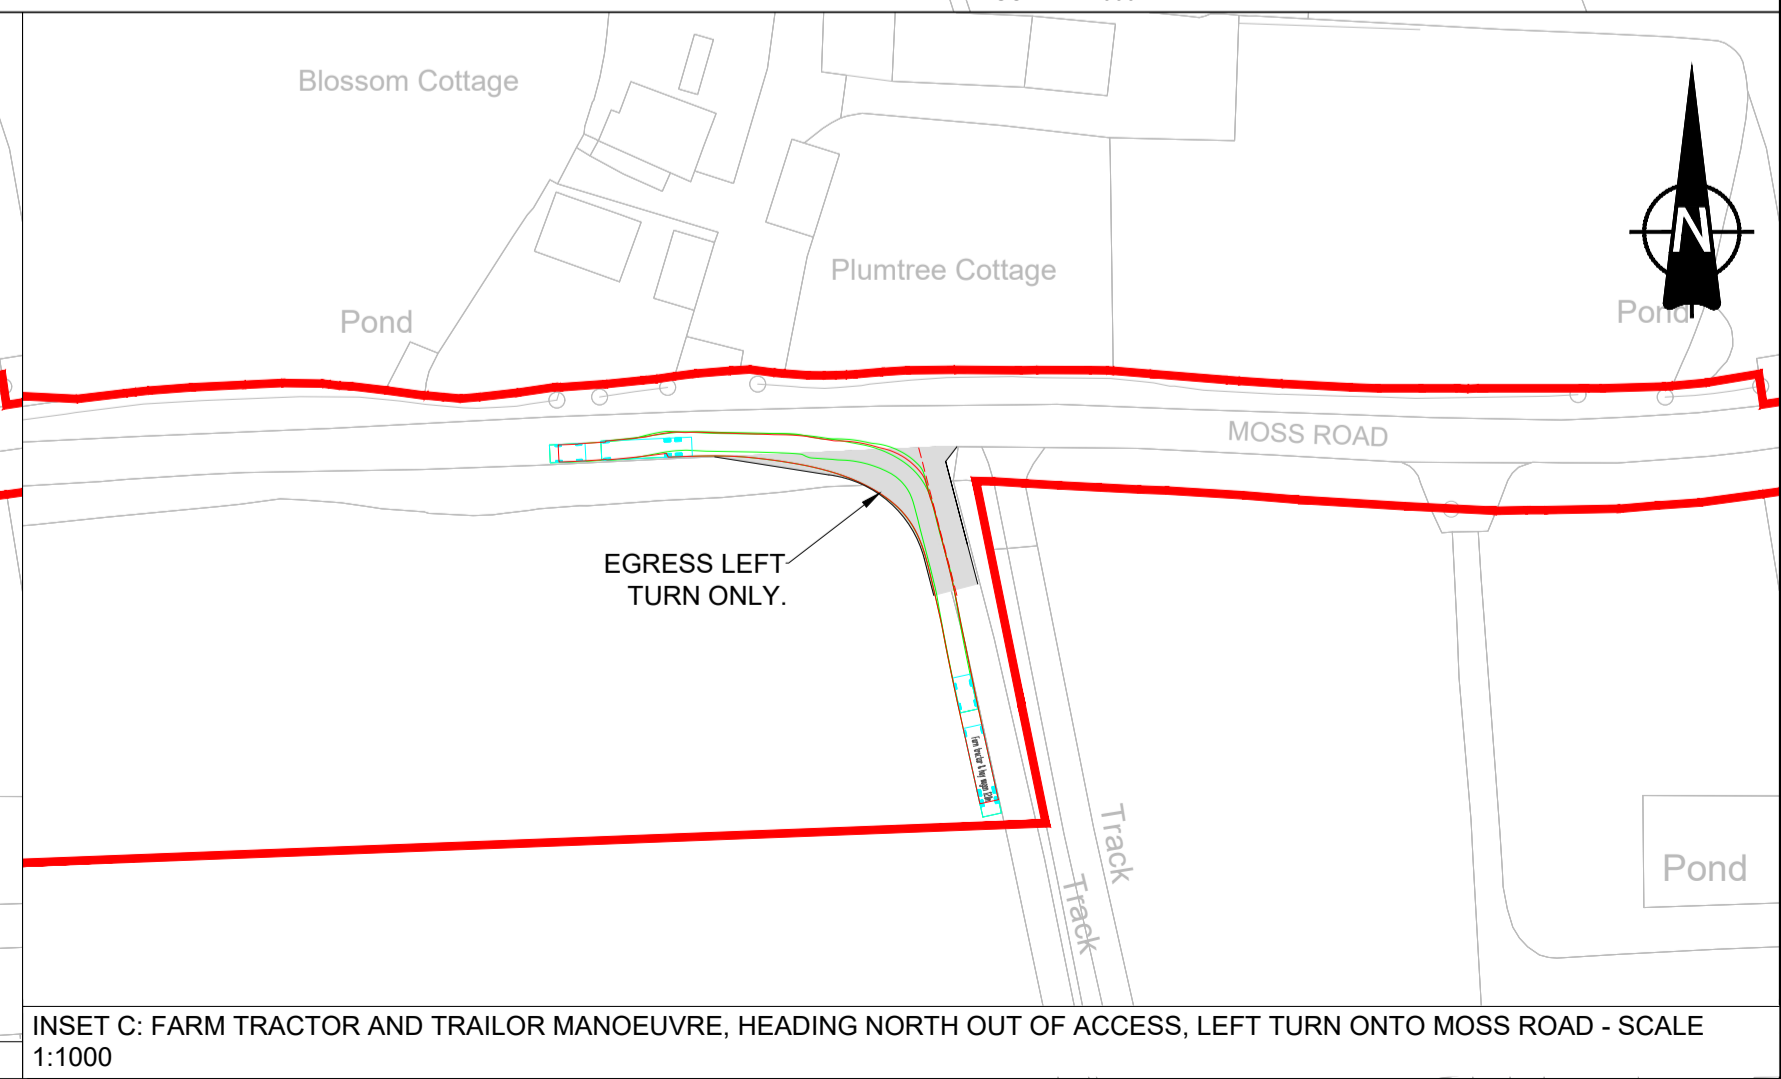 Blossom Cottage
N
Plumtree Cottage
Pond
Pond
MOSS ROAD
EGRESS LEFT
TURN ONLY.
Track
Track
Pond
INSET C: FARM TRACTOR AND TRAILOR MANOEUVRE, HEADING NORTH OUT OF ACCESS, LEFT TURN ONTO MOSS ROAD - SCALE
1:1000